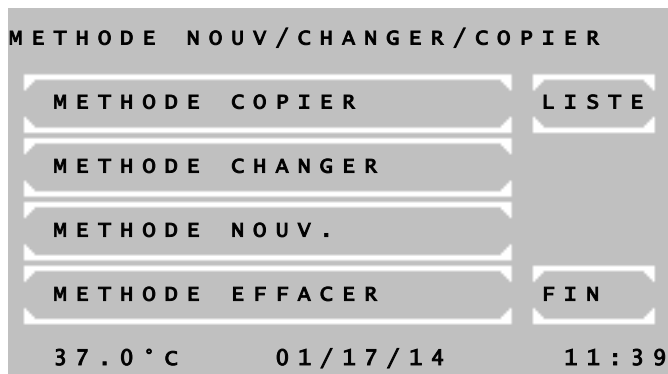 METHODE NOUV/CHANGER/COPIER
METHODE COPIER LISTE
METHODE CHANGER
METHODE NOUV.
METHODE EFFACER FIN
37.0°C 01/17/14 11:39